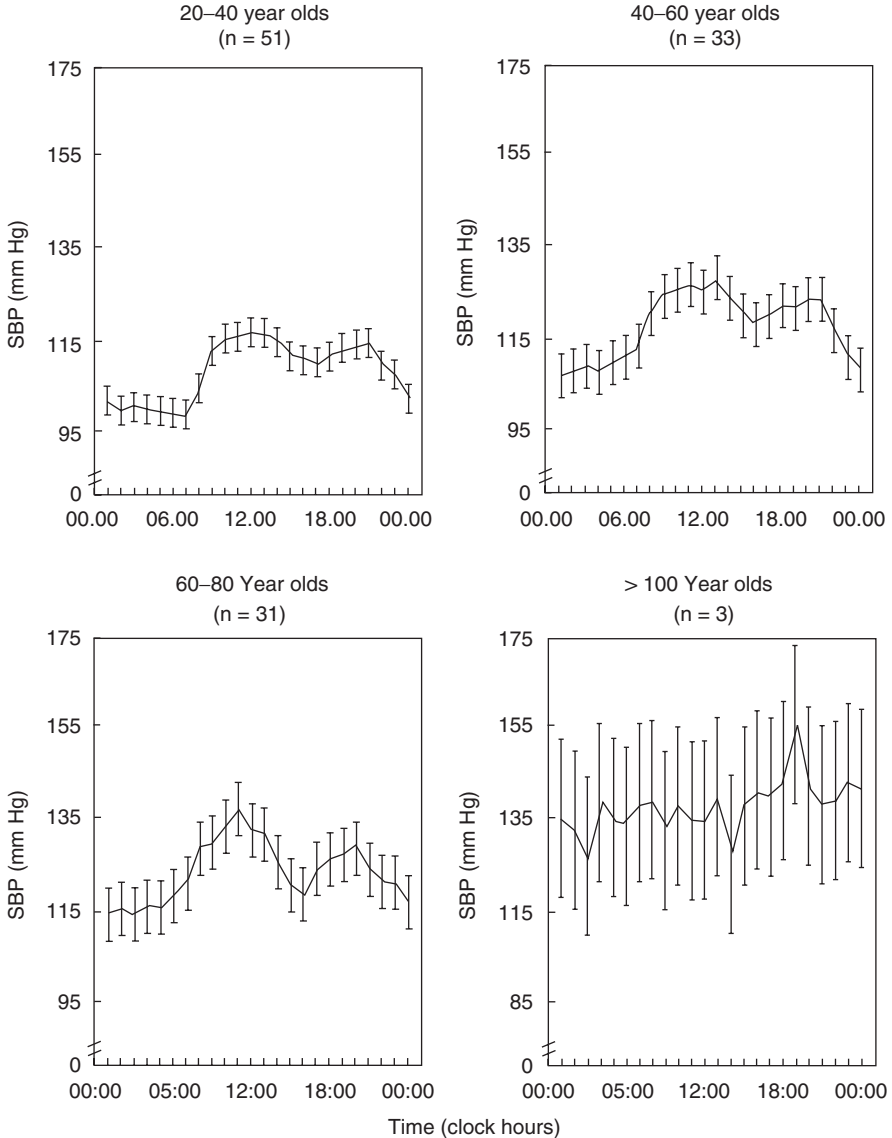 20–40 year olds
(n = 51)
175
155
135
115
95
0
SBP (mm Hg)
00.00 06.00 12.00 18:00 00.00
40–60 year olds
(n = 33)
175
155
135
115
95
0
SBP (mm Hg)
00.00 06.00 12.00 18:00 00.00
60–80 Year olds
(n = 31)
175
155
135
115
95
0
SBP (mm Hg)
00:00 05:00 12:00 18:00 00:00
> 100 Year olds
(n = 3)
175
155
135
115
85
0
SBP (mm Hg)
00:00 05:00 12:00 18:00 00:00
Time (clock hours)